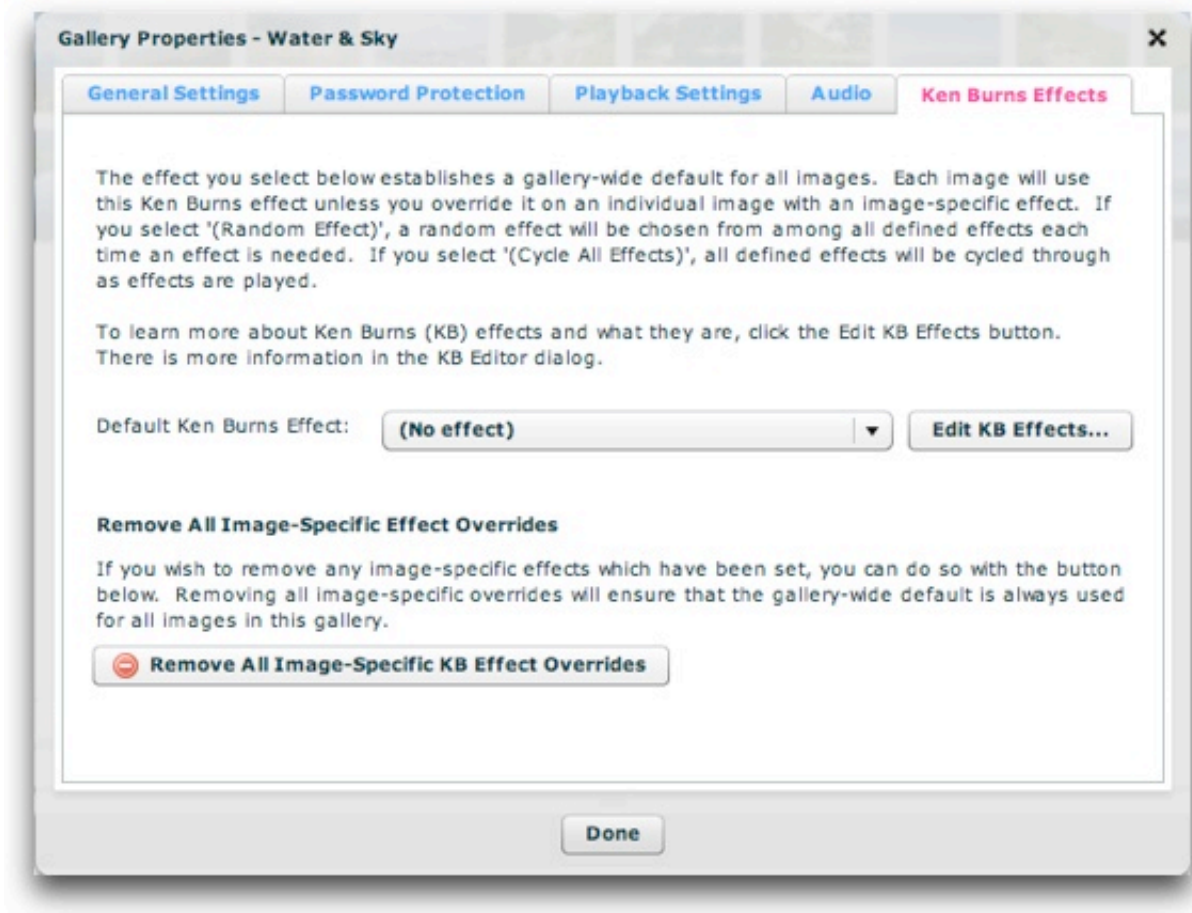 Gallery Properties - Water & Sky
General Settings
Password Protection
Playback Settings
Audio
Ken Burns Effects
The effect you select below establishes a gallery-wide default for all images. Each image will use
this Ken Burns effect unless you override it on an individual image with an image-specific effect. If
you select '(Random Effect)', a random effect will be chosen from among all defined effects each
time an effect is needed. If you select '(Cycle All Effects)', all defined effects will be cycled through
as effects are played.
To learn more about Ken Burns (KB) effects and what they are, click the Edit KB Effects button.
There is more information in the KB Editor dialog.
Default Ken Burns Effect:
(No effect)
Edit KB Effects...
Remove All Image-Specific Effect Overrides
If you wish to remove any image-specific effects which have been set, you can do so with the button
below. Removing all image-specific overrides will ensure that the gallery-wide default is always used
for all images in this gallery.
Remove All Image-Specific KB Effect Overrides
Done